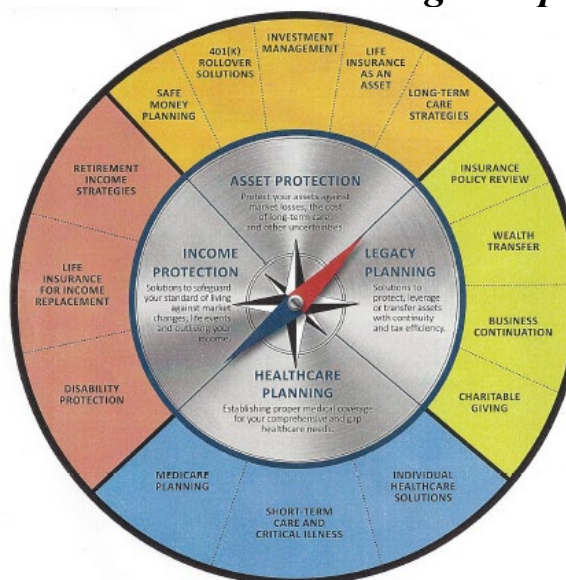 401(K)
ROLLOVER
SOLUTIONS
INVESTMENT
MANAGEMENT
LIFE
INSURANCE
AS AN
ASSET
SAFE
MONEY
PLANNING
LONG-TERM
CARE
STRATEGIES
RETIREMENT
INCOME
STRATEGIES
INSURANCE
POLICY REVIEW
ASSET PROTECTION
Protect your assets against
market losses, the cost
of long-term care,
and other uncertainties.
WEALTH
TRANSFER
LIFE
INSURANCE
FOR INCOME
REPLACEMENT
INCOME
PROTECTION
Solutions to safeguard
your standard of living
against market
changes, life events
and outliving your
income.
LEGACY
PLANNING
Solutions to
protect, leverage
or transfer assets
with continuity
and tax efficiency.
BUSINESS
CONTINUATION
DISABILITY
PROTECTION
HEALTHCARE
PLANNING
Establishing proper medical coverage
for your comprehensive and gap
healthcare needs.
CHARITABLE
GIVING
MEDICARE
PLANNING
SHORT-TERM
CARE AND
CRITICAL ILLNESS
INDIVIDUAL
HEALTHCARE
SOLUTIONS